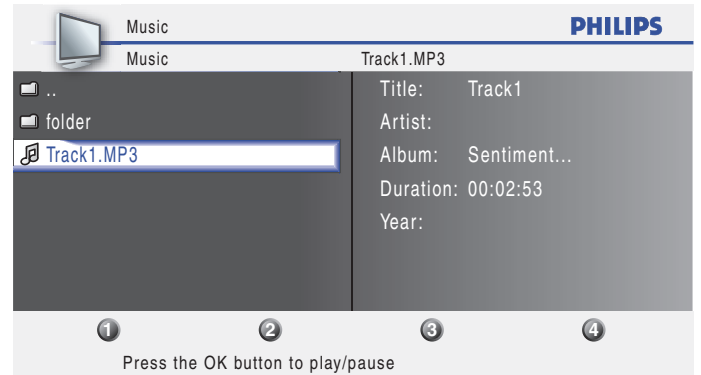 Music
PHILIPS
Music
Track1.MP3
..
folder
Track1.MP3
Title: Track1
Artist:
Album: Sentiment...
Duration: 00:02:53
Year:
1 2 3 4
Press the OK button to play/pause